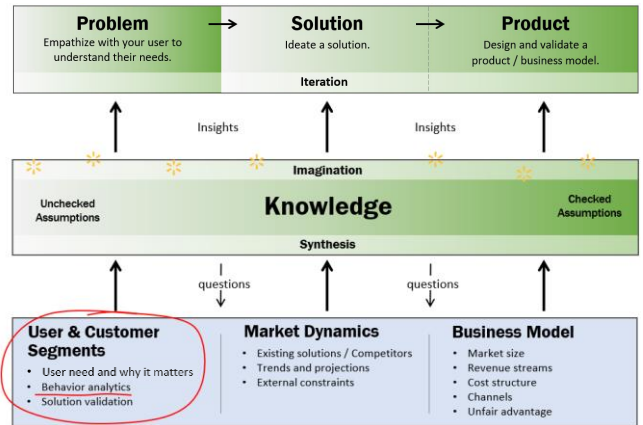 Problem
Empathize with your user to
understand their needs.
Solution
Ideate a solution.
Product
Design and validate a
product / business model.
Iteration
Insights
Insights
Imagination
Unchecked
Assumptions
Knowledge
Checked
Assumptions
Synthesis
questions
questions
User & Customer
Segments
• User need and why it matters
• Behavior analytics
• Solution validation
Market Dynamics
• Existing solutions / Competitors
• Trends and projections
• External constraints
Business Model
• Market size
• Revenue streams
• Cost structure
• Channels
• Unfair advantage